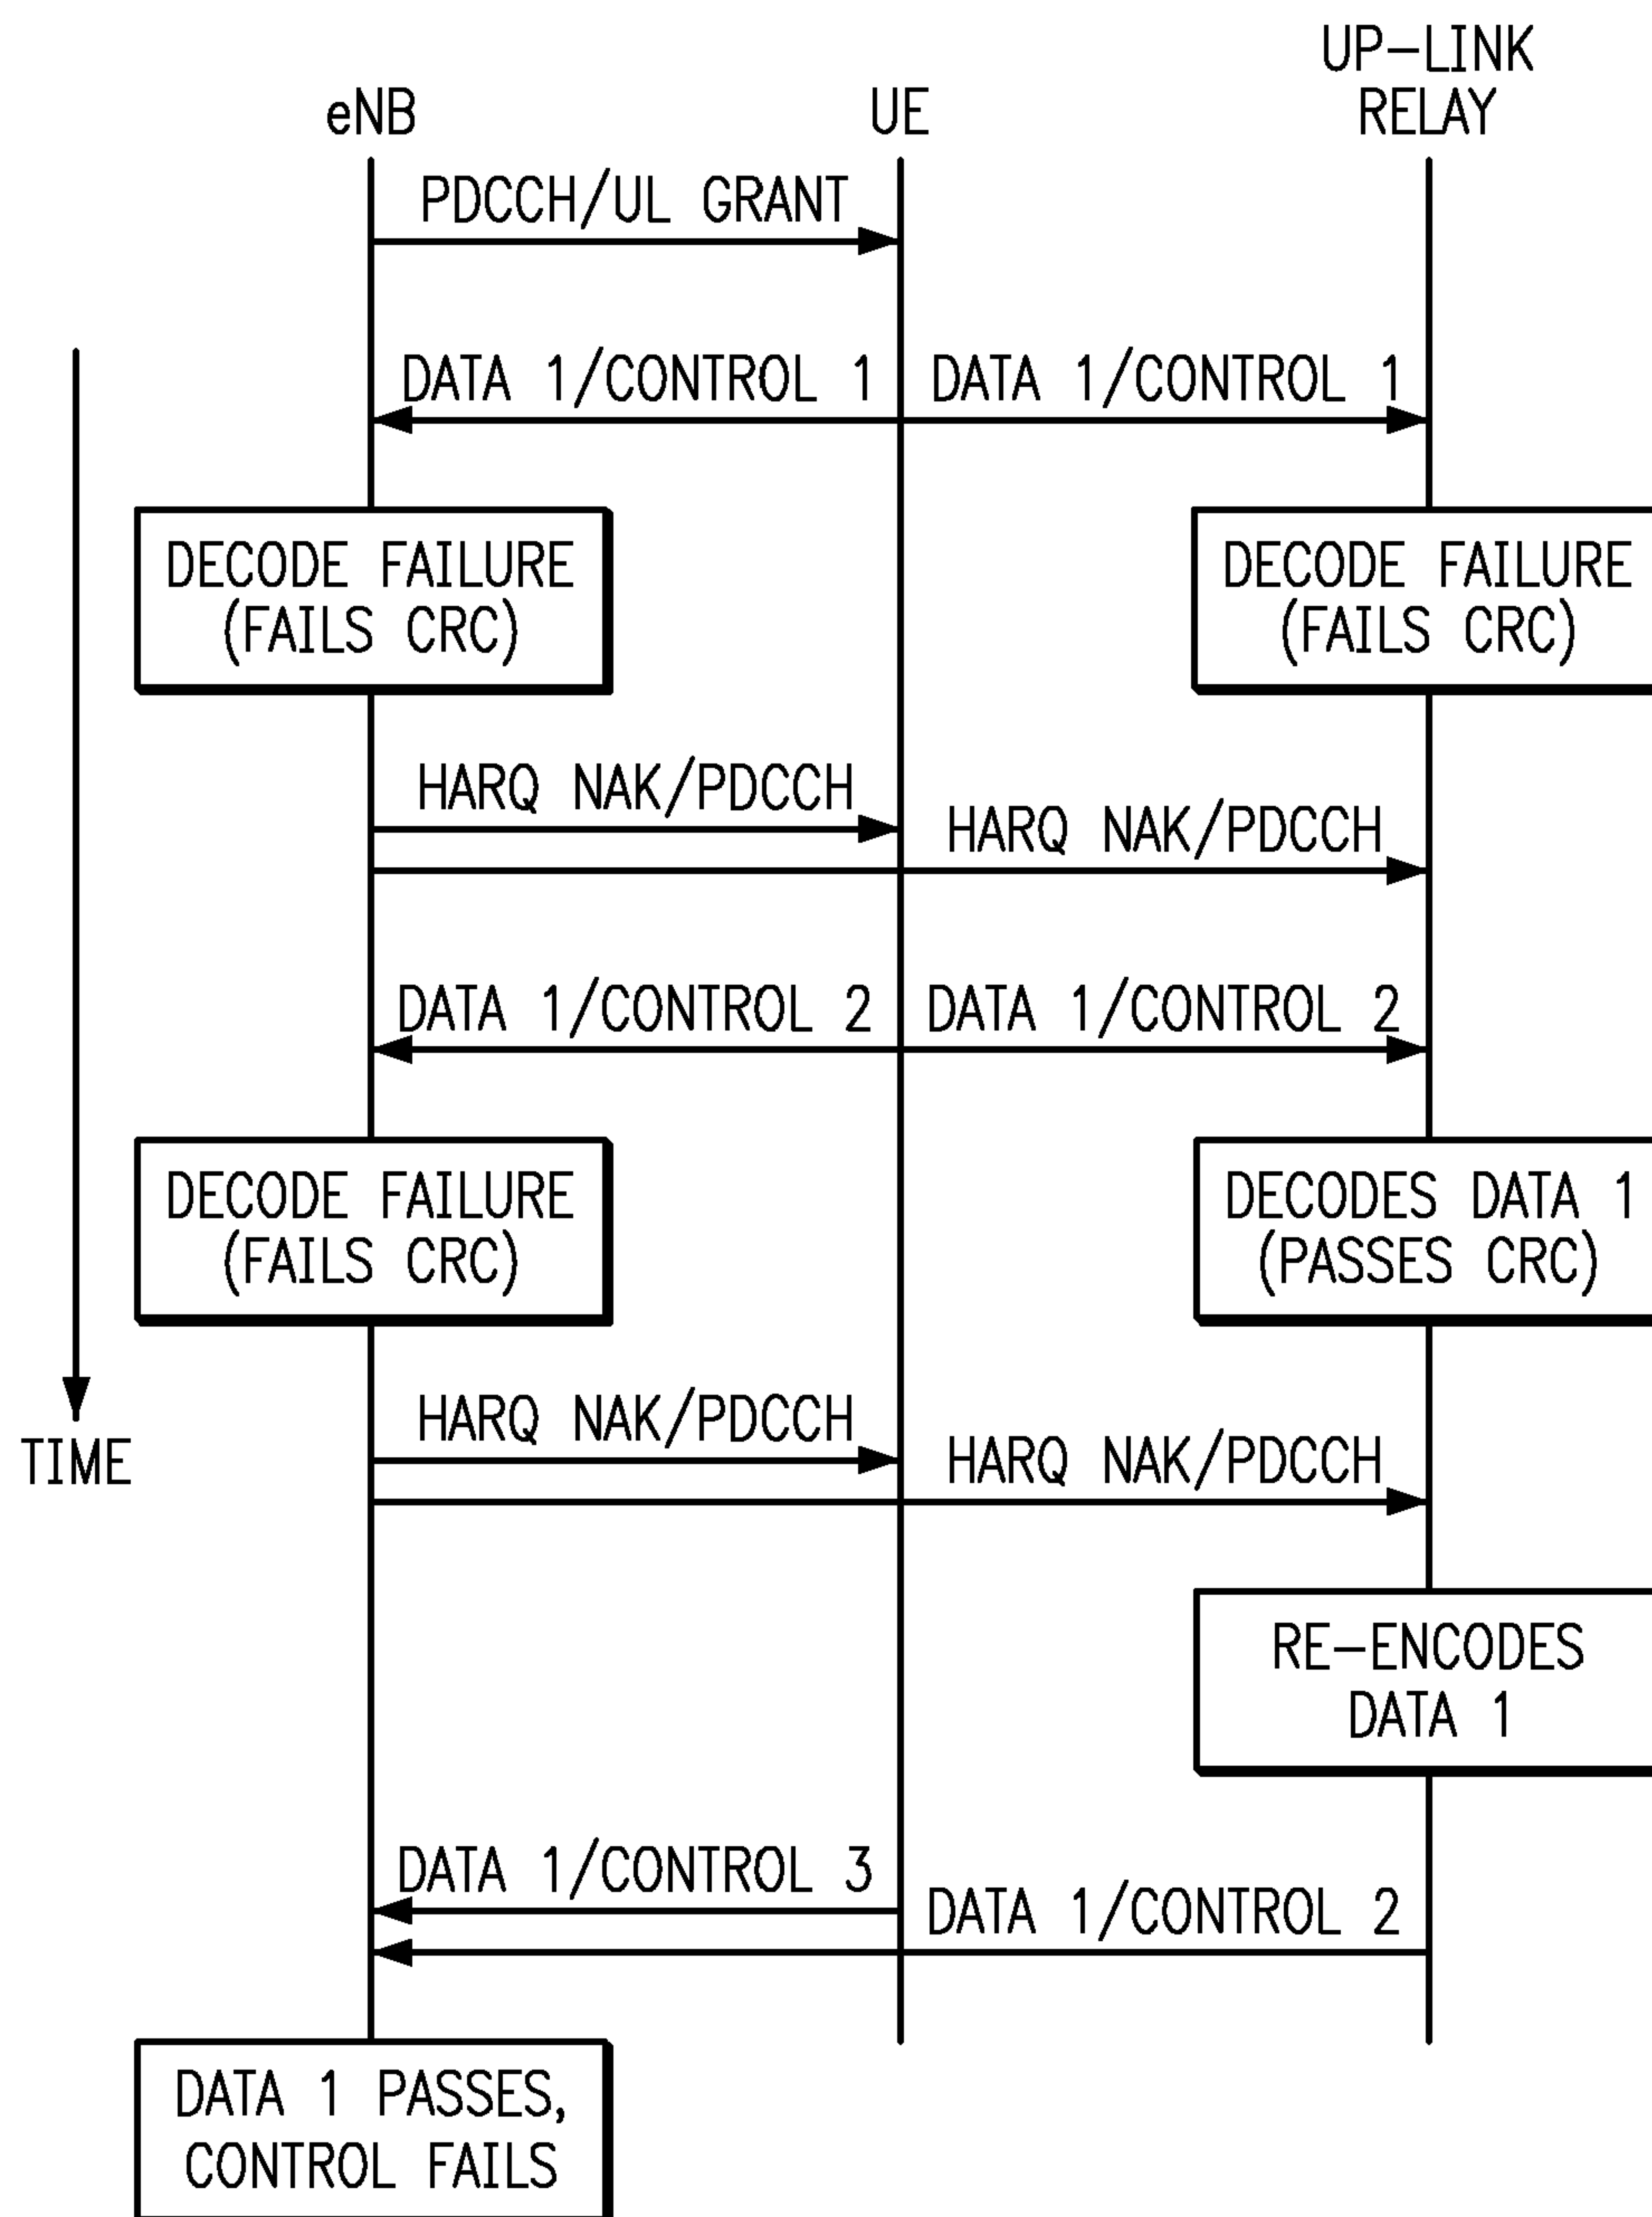 UP-LINK
RELAY
eNB
UE
PDCCH/UL GRANT
DATA 1/CONTROL 1
DATA 1/CONTROL 1
DECODE FAILURE
(FAILS CRC)
DECODE FAILURE
(FAILS CRC)
HARQ NAK/PDCCH
HARQ NAK/PDCCH
DATA 1/CONTROL 2
DATA 1/CONTROL 2
DECODE FAILURE
(FAILS CRC)
DECODES DATA 1
(PASSES CRC)
HARQ NAK/PDCCH
HARQ NAK/PDCCH
TIME
RE-ENCODES
DATA 1
DATA 1/CONTROL 3
DATA 1/CONTROL 2
DATA 1 PASSES,
CONTROL FAILS